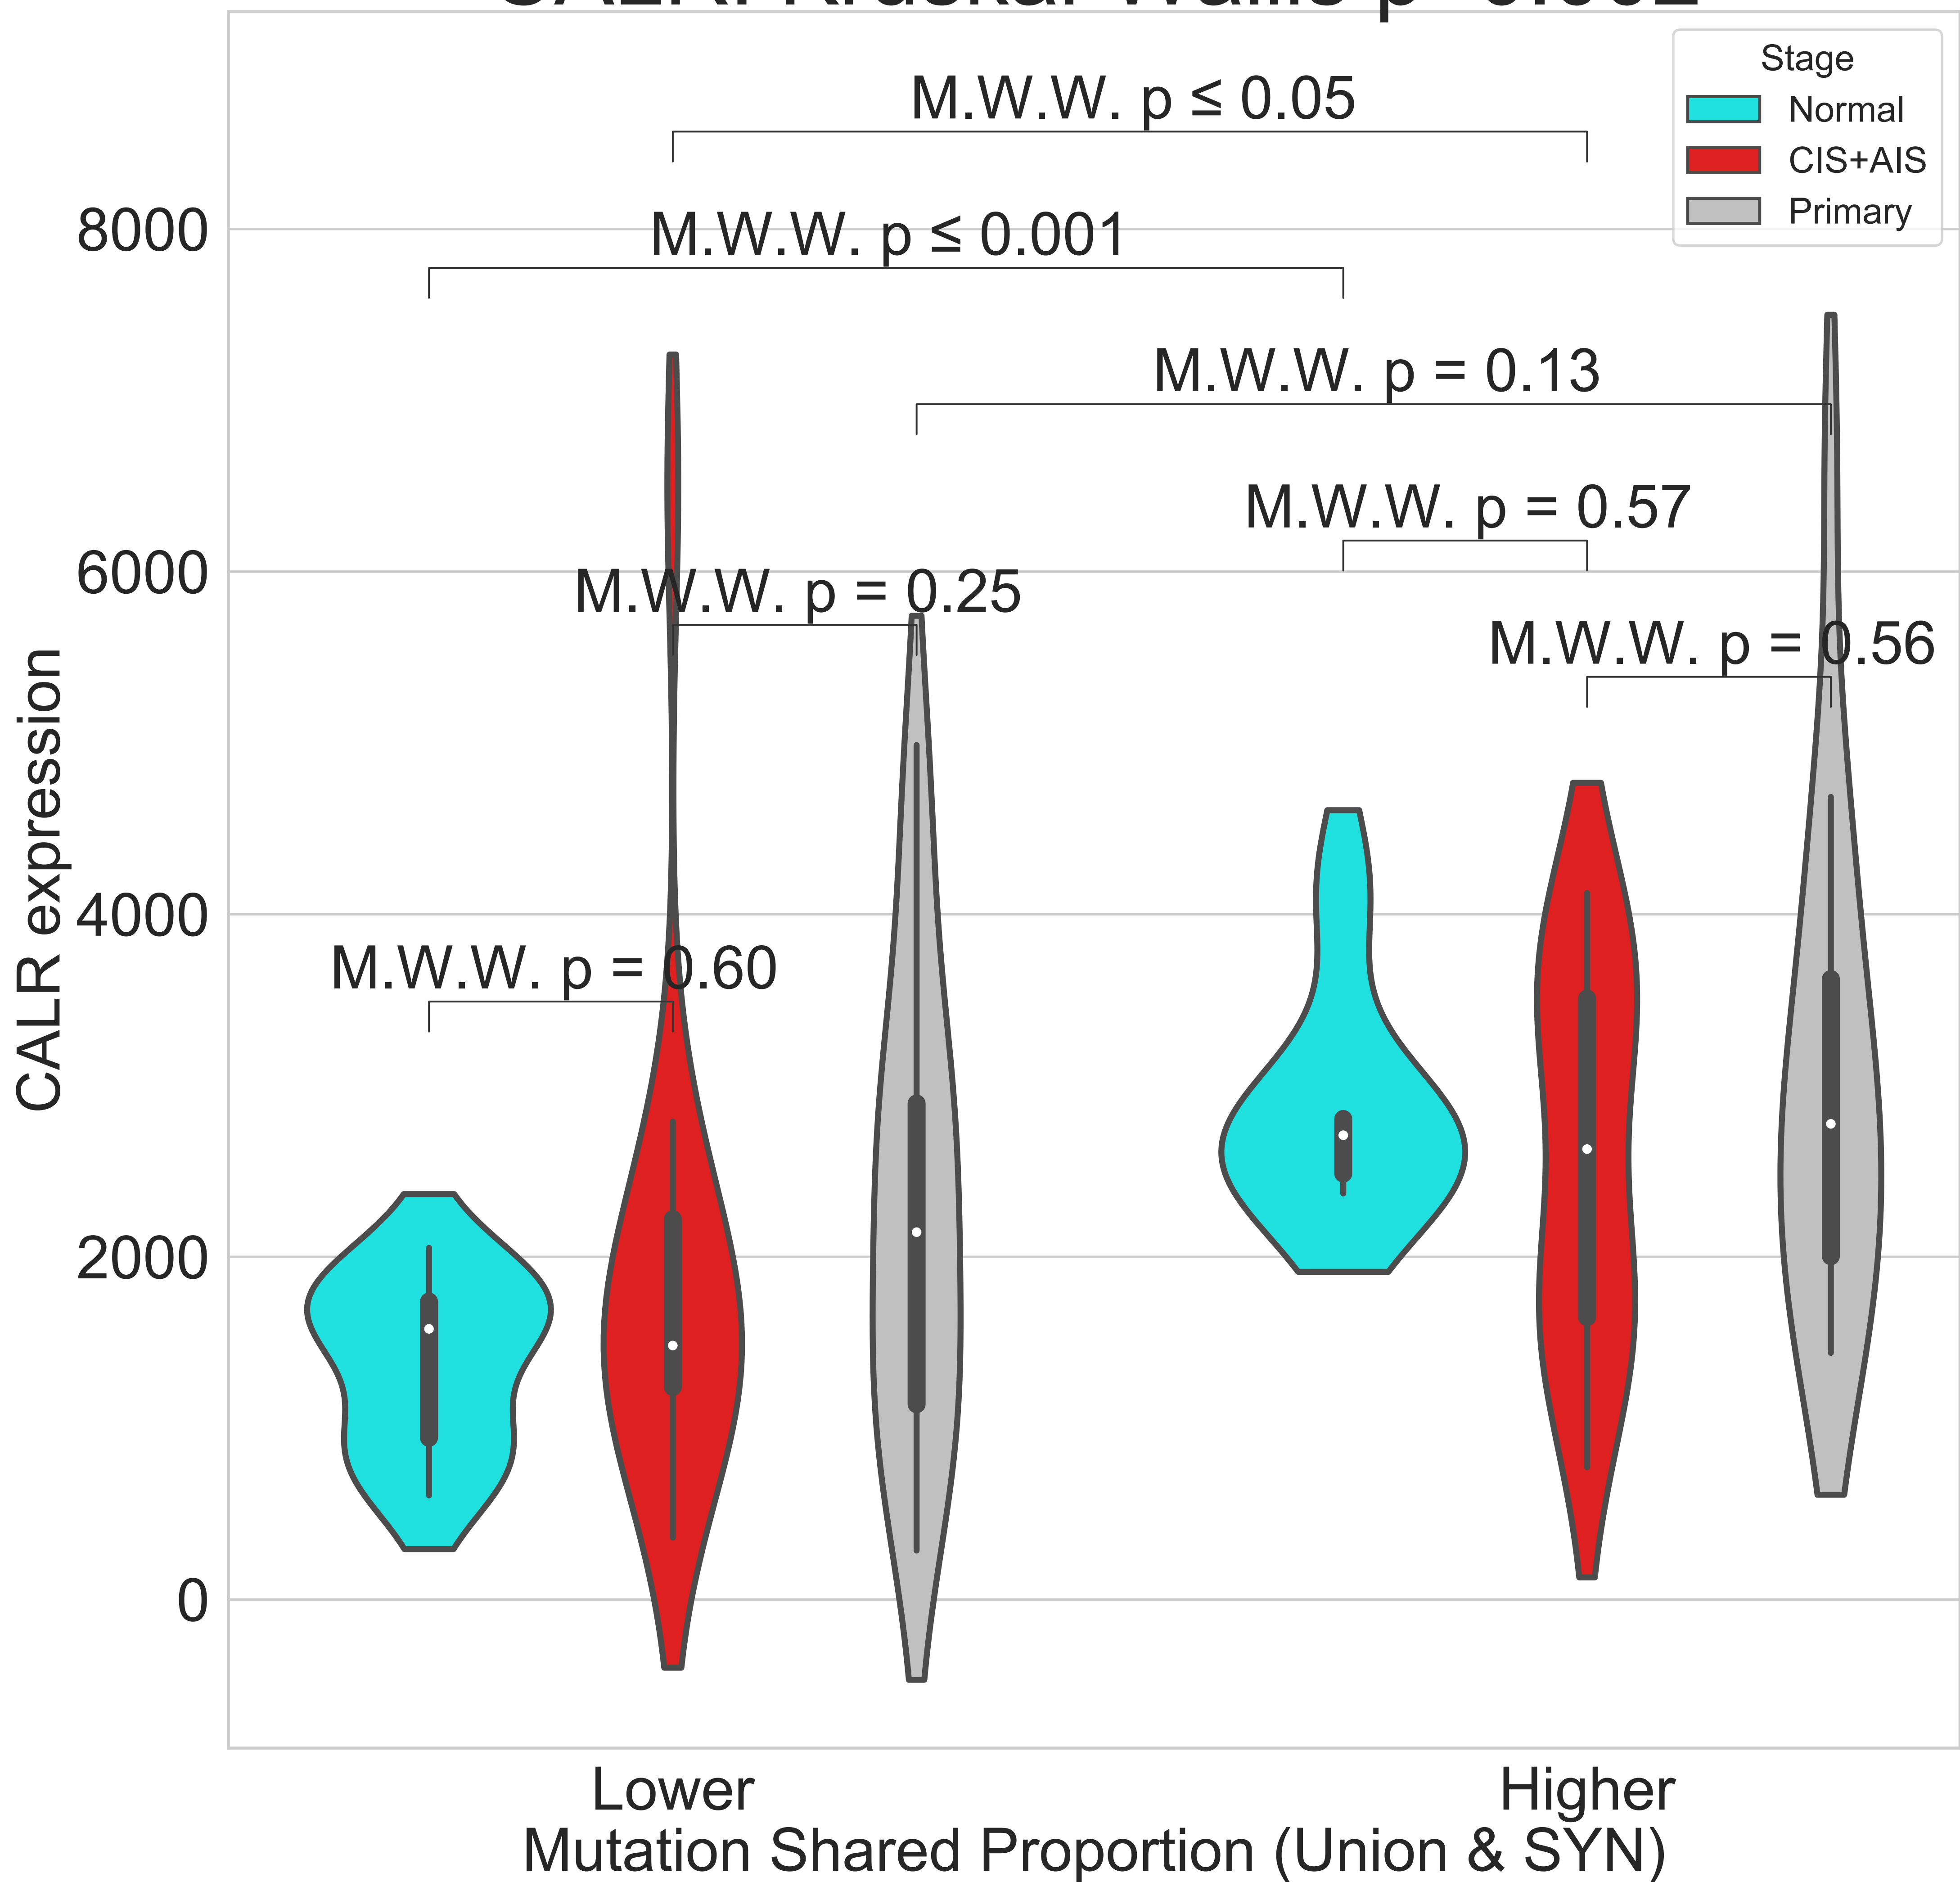 Stage
Normal
CIS+AIS
Primary
M.W.W. p ≤ 0.05
M.W.W. p ≤ 0.001
M.W.W. p = 0.13
M.W.W. p = 0.57
M.W.W. p = 0.25
M.W.W. p = 0.56
M.W.W. p = 0.60
8000
6000
4000
2000
0
CALR expression
Lower
Higher
Mutation Shared Proportion (Union & SYN)